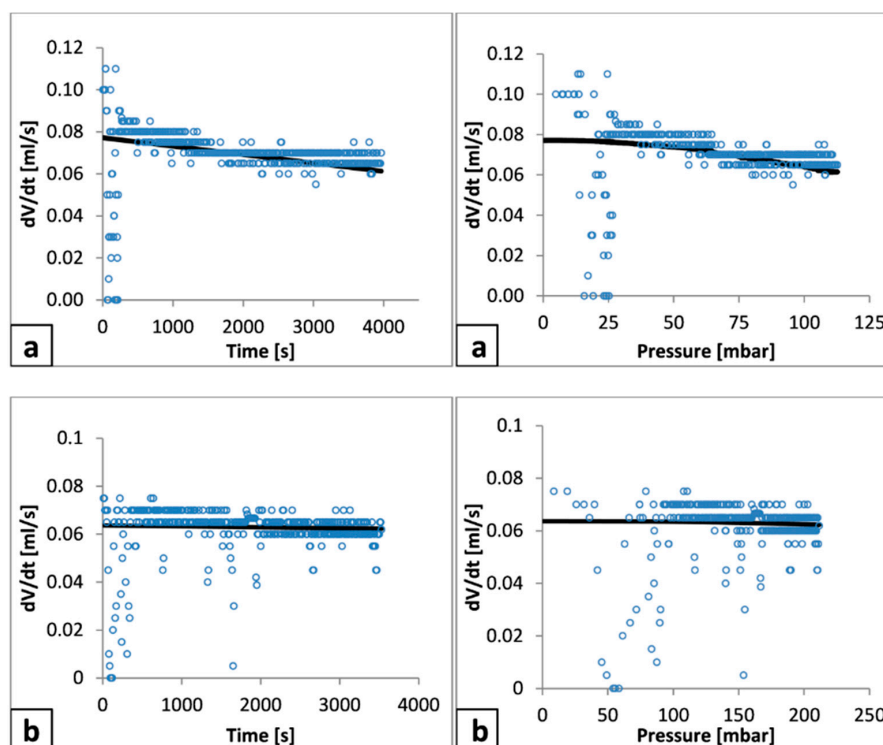 dV/dt [ml/s]
0.12
0.10
0.08
0.06
0.04
0.02
0.00
0 1000 2000 3000 4000
Time [s]
a
dV/dt [ml/s]
0.12
0.10
0.08
0.06
0.04
0.02
0.00
0 25 50 75 100 125
Pressure [mbar]
a
dV/dt [ml/s]
0.1
0.08
0.06
0.04
0.02
0
0 1000 2000 3000 4000
Time [s]
b
dV/dt [ml/s]
0.1
0.08
0.06
0.04
0.02
0
0 50 100 150 200 250
Pressure [mbar]
b